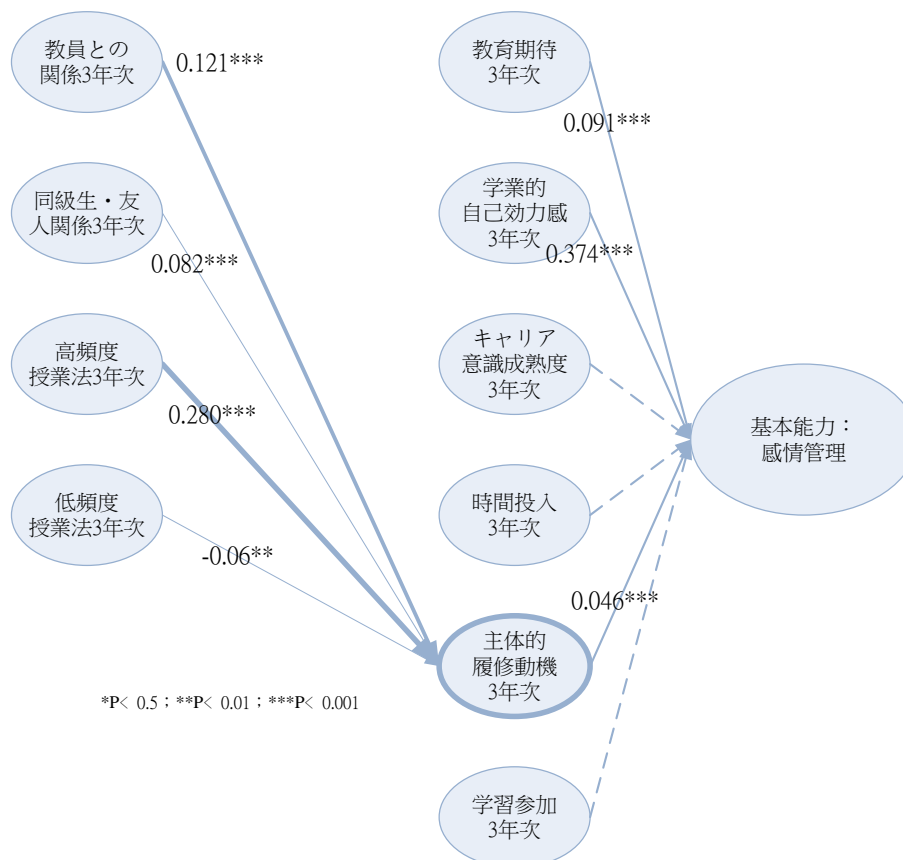 教員との
関係3年次
0.121***
同級生・友
人関係3年次
0.082***
高頻度
授業法3年次
0.280***
低頻度
授業法3年次
-0.06**
*P< 0.5；**P< 0.01；***P< 0.001
教育期待
3年次
0.091***
学業的
自己効力感
3年次
0.374***
キャリア
意識成熟度
3年次
時間投入
3年次
0.046***
主体的
履修動機
3年次
学習参加
3年次
基本能力：
感情管理